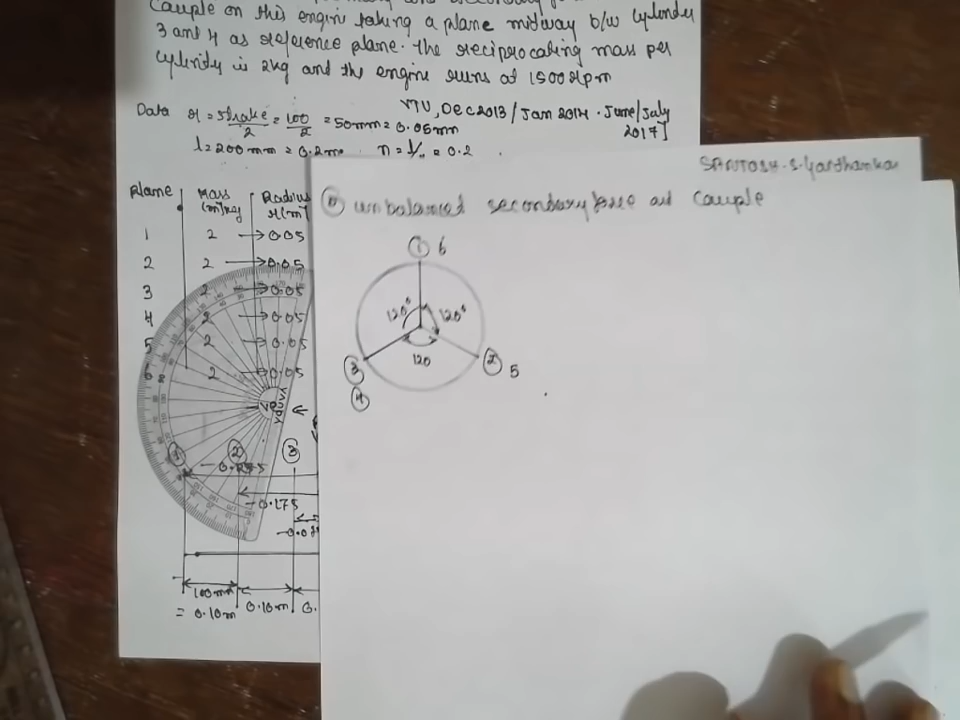 Couple on this engine taking a plane midway b/w cylinder
3 and 4 as reference plane. The reciprocating mass per
cylinder is 2kg and the engine runs at 1500 rpm
VTU, Dec 2013 / Jan 2014 . June/July
2017]
Data r = stroke/2 = 100/2 = 50mm = 0.05m
l = 200mm = 0.2m n =
Plane Mass (m)kg Radius r(m)
1 2 0.05
2 2 0.05
3 2 0.05
4 2 0.05
5 2 0.05
6 2 0.05
1 2 3
0.175
100mm
= 0.10m 0.10m 0.
SANTOSH.S.
unbalanced secondary force and couple
1 6
120° 120°
120
3 2 5
4